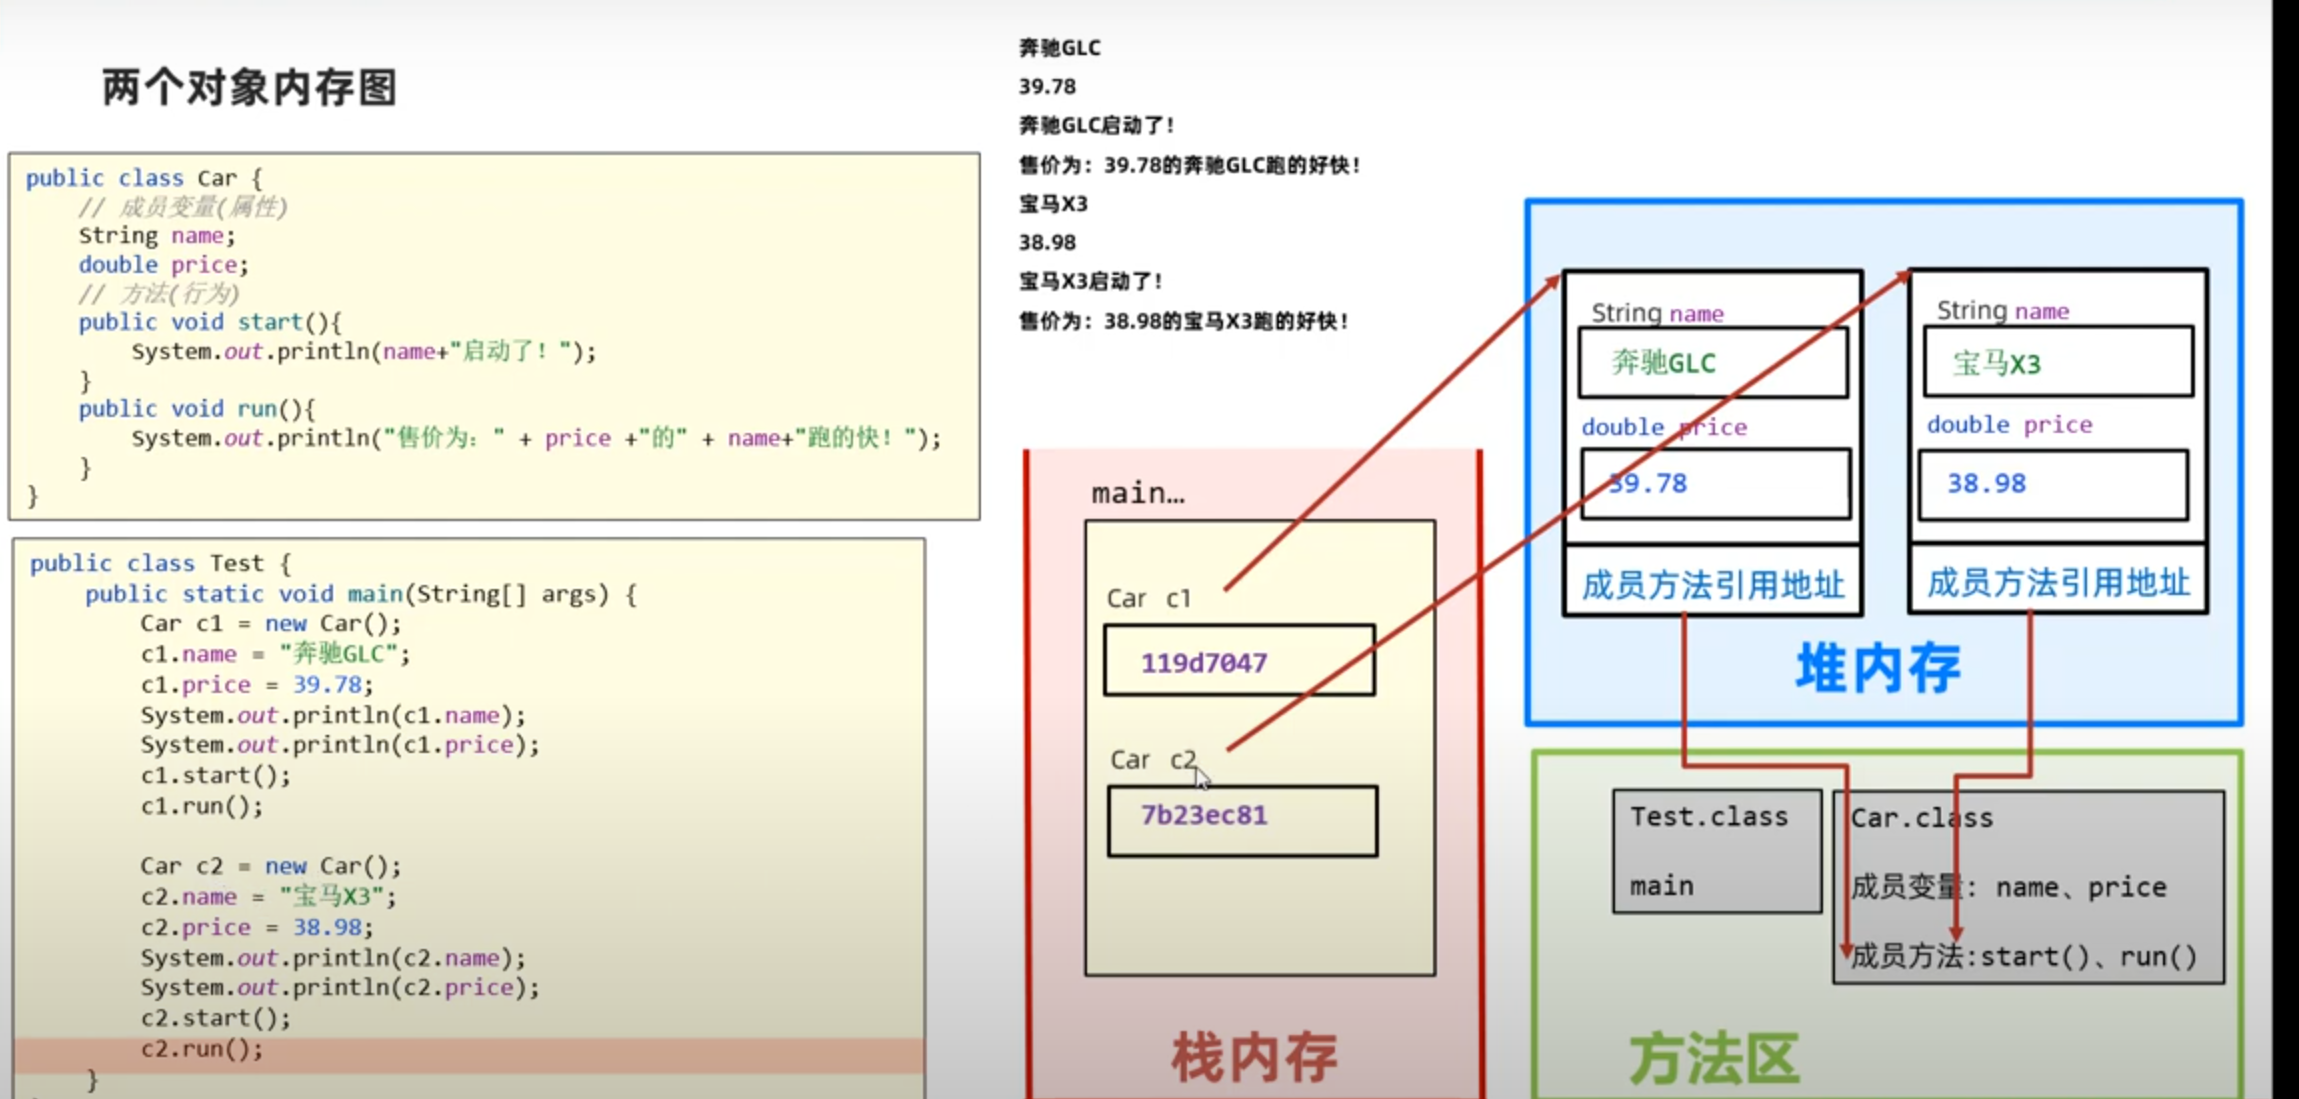 两个对象内存图
public class Car {
// 成员变量(属性)
String name;
double price;
// 方法(行为)
public void start(){
System.out.println(name+"启动了！");
}
public void run(){
System.out.println("售价为：" + price +"的" + name+"跑的快！");
}
}
public class Test {
public static void main(String[] args) {
Car c1 = new Car();
c1.name = "奔驰GLC";
c1.price = 39.78;
System.out.println(c1.name);
System.out.println(c1.price);
c1.start();
c1.run();
Car c2 = new Car();
c2.name = "宝马X3";
c2.price = 38.98;
System.out.println(c2.name);
System.out.println(c2.price);
c2.start();
c2.run();
}
奔驰GLC
39.78
奔驰GLC启动了！
售价为：39.78的奔驰GLC跑的好快！
宝马X3
38.98
宝马X3启动了！
售价为：38.98的宝马X3跑的好快！
main…
Car c1
119d7047
Car c2
7b23ec81
栈内存
String name
奔驰GLC
double price
39.78
成员方法引用地址
String name
宝马X3
double price
38.98
成员方法引用地址
堆内存
Test.class
main
Car.class
成员变量：name、price
成员方法:start()、run()
方法区